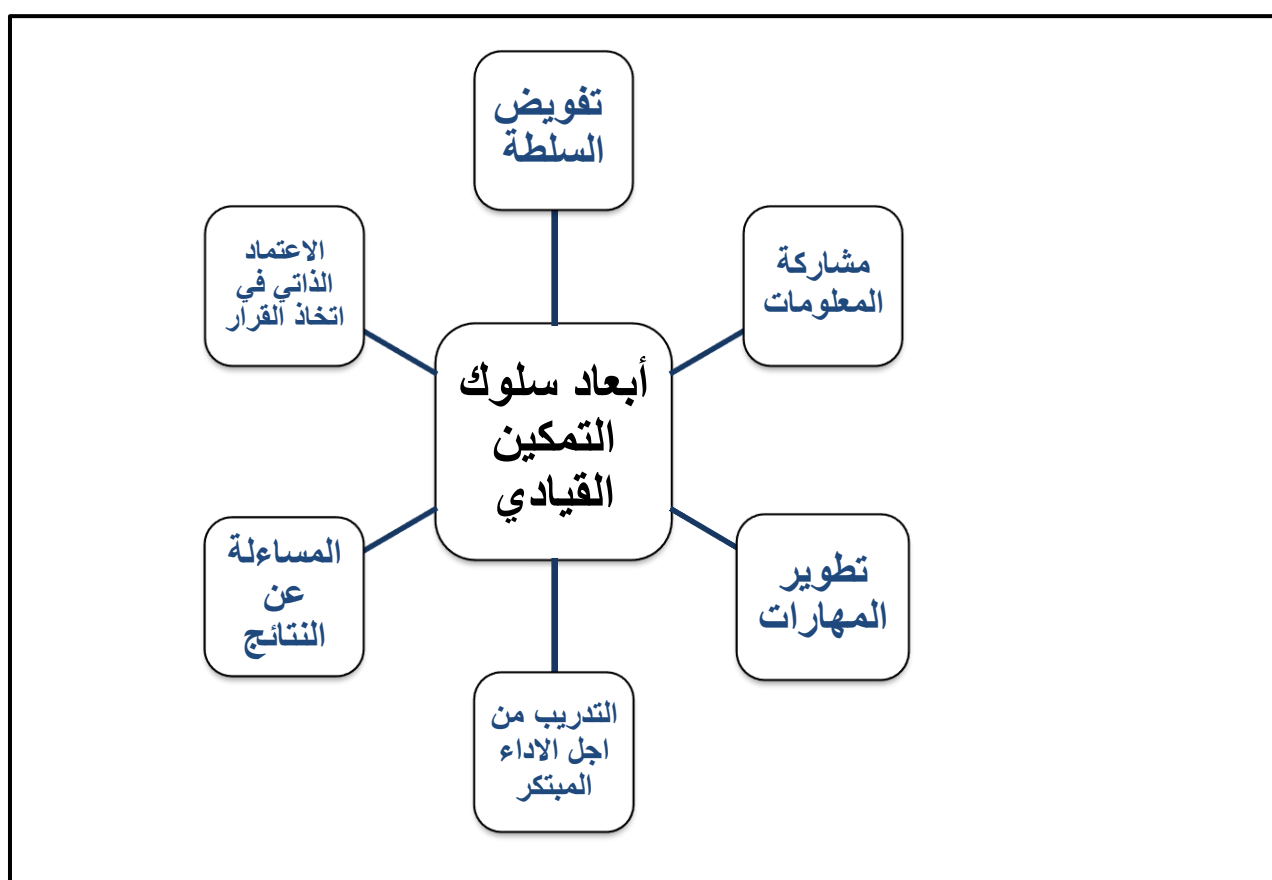 تفويض
السلطة
مشاركة
المعلومات
تطوير
المهارات
التدريب من
اجل الاداء
المبتكر
المساءلة
عن
النتائج
الاعتماد
الذاتي في
اتخاذ القرار
أبعاد سلوك
التمكين
القيادي